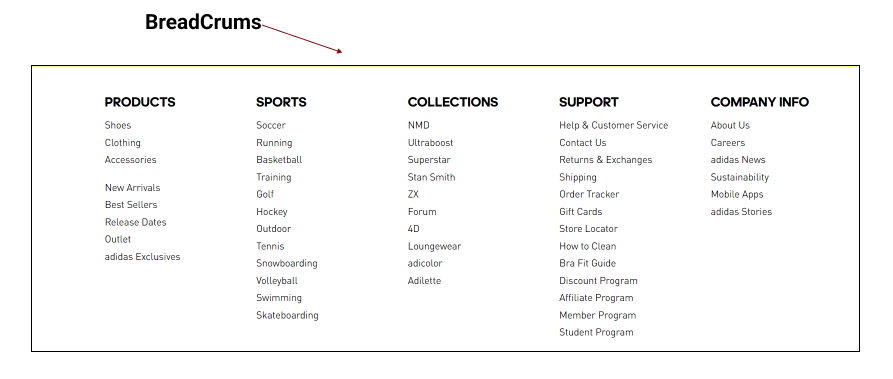 BreadCrums
PRODUCTS
Shoes
Clothing
Accessories
New Arrivals
Best Sellers
Release Dates
Outlet
adidas Exclusives
SPORTS
Soccer
Running
Basketball
Training
Golf
Hockey
Outdoor
Tennis
Snowboarding
Volleyball
Swimming
Skateboarding
COLLECTIONS
NMD
Ultraboost
Superstar
Stan Smith
ZX
Forum
4D
Loungewear
adicolor
Adilette
SUPPORT
Help & Customer Service
Contact Us
Returns & Exchanges
Shipping
Order Tracker
Gift Cards
Store Locator
How to Clean
Bra Fit Guide
Discount Program
Affiliate Program
Member Program
Student Program
COMPANY INFO
About Us
Careers
adidas News
Sustainability
Mobile Apps
adidas Stories